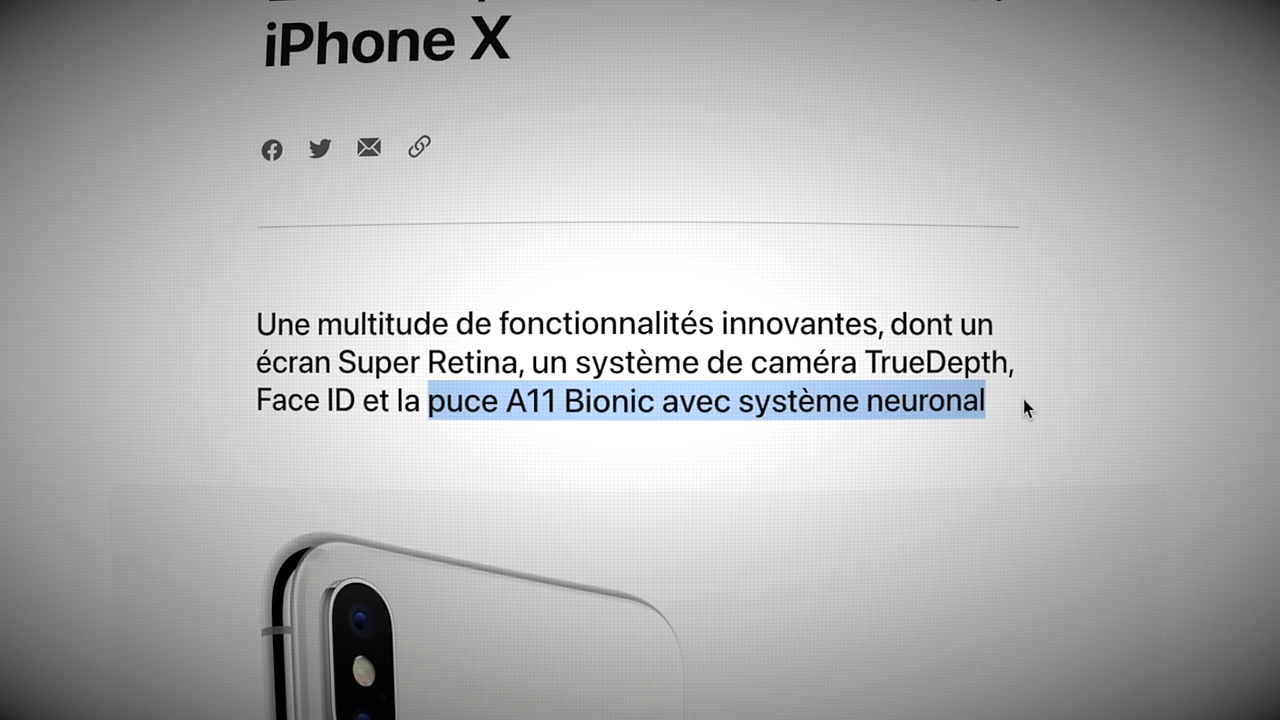 iPhone X
Une multitude de fonctionnalités innovantes, dont un
écran Super Retina, un système de caméra TrueDepth,
Face ID et la puce A11 Bionic avec système neuronal